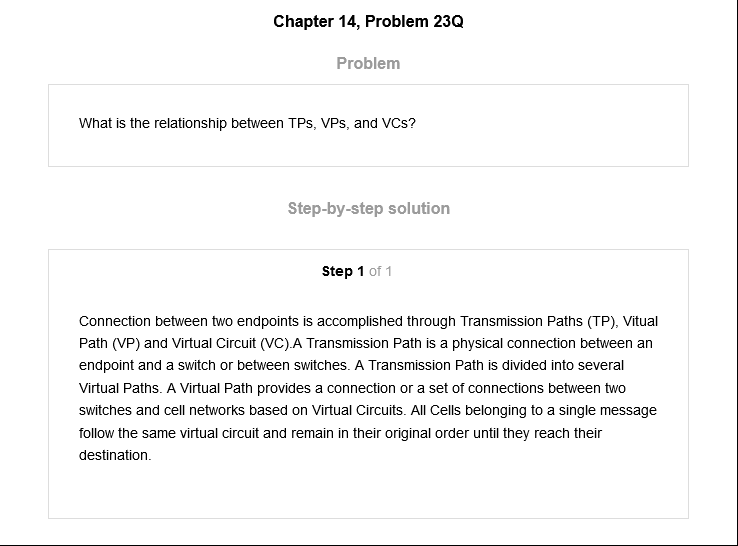 Chapter 14, Problem 23Q
Problem
What is the relationship between TPs, VPs, and VCs?
Step-by-step solution
Step 1 of 1
Connection between two endpoints is accomplished through Transmission Paths (TP), Vitual
Path (VP) and Virtual Circuit (VC).A Transmission Path is a physical connection between an
endpoint and a switch or between switches. A Transmission Path is divided into several
Virtual Paths. A Virtual Path provides a connection or a set of connections between two
switches and cell networks based on Virtual Circuits. All Cells belonging to a single message
follow the same virtual circuit and remain in their original order until they reach their
destination.